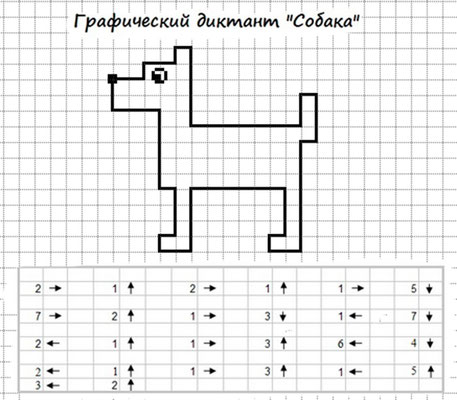 Графический диктант "Собака"
2 → 1 ↑ 2 → 1 ↑ 1 → 5 ↓
7 → 2 ↑ 1 → 3 ↓ 1 ← 7 ↓
2 ← 1 ↑ 1 → 3 ↑ 6 ← 4 ↓
2 ← 1 ↑ 1 → 3 ↑ 1 ← 5 ↑
3 ← 2 ↑